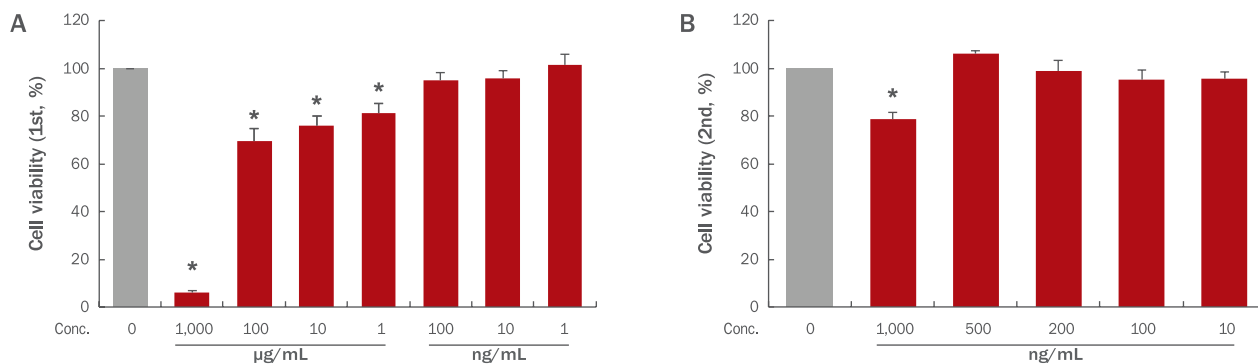 A
Cell viability (1st, %)
120
100
80
60
40
20
0
*
*
*
*
Conc. 0 1,000 100 10 1 100 10 1
µg/mL ng/mL
B
Cell viability (2nd, %)
120
100
80
60
40
20
0
*
Conc. 0 1,000 500 200 100 10
ng/mL